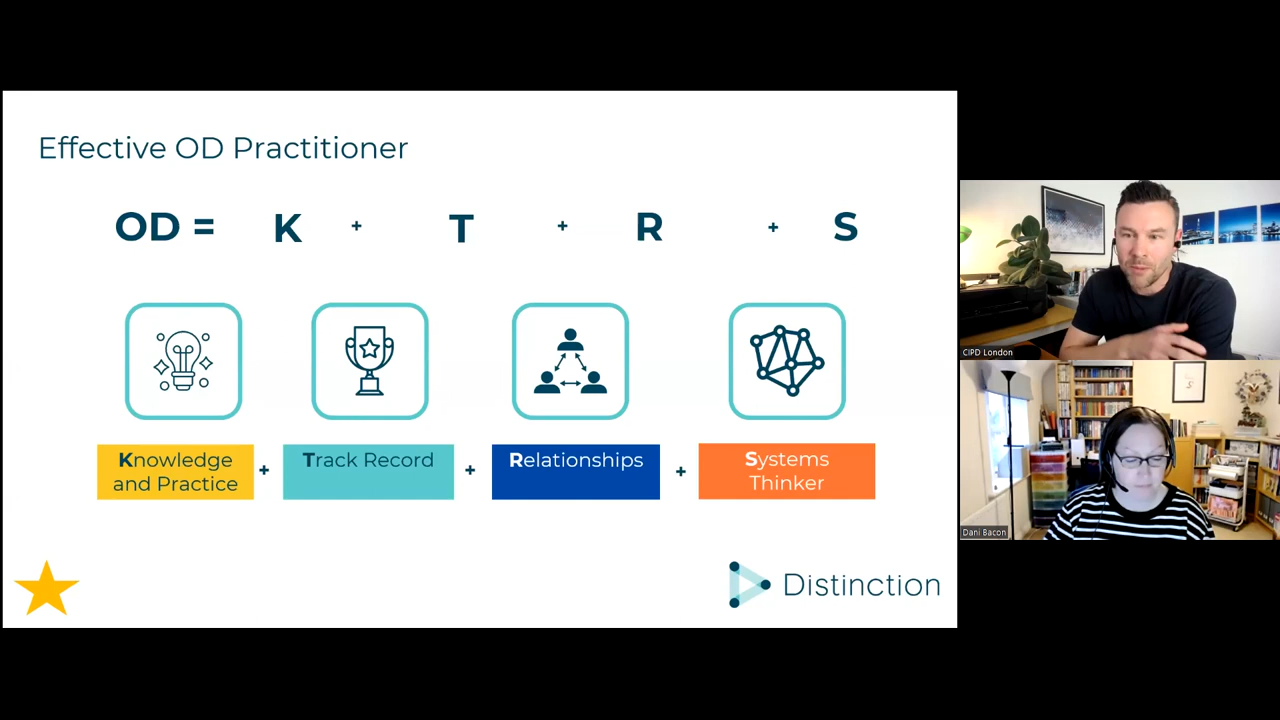 Effective OD Practitioner
OD = K + T + R + S
Knowledge
and Practice
+
Track Record
+
Relationships
+
Systems
Thinker
Distinction
CIPD London
Dani Bacon